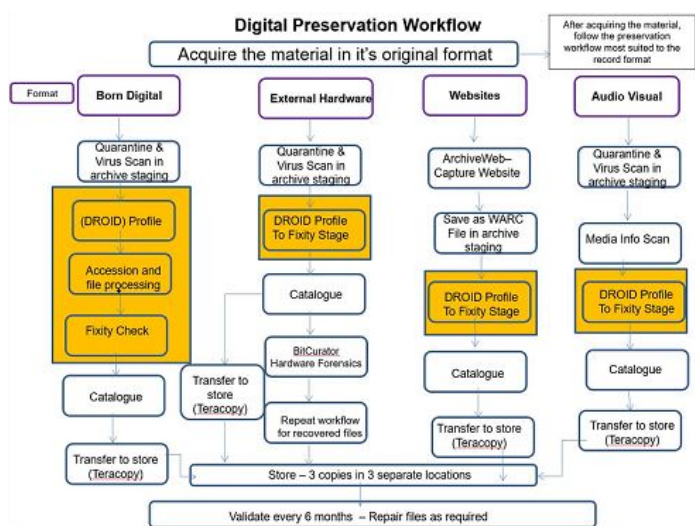 Digital Preservation Workflow
Acquire the material in it's original format
After acquiring the material,
follow the preservation
workflow most suited to the
record format
Format
Born Digital
External Hardware
Websites
Audio Visual
Quarantine &
Virus Scan in
archive staging
(DROID) Profile
Accession and
file processing
Fixity Check
Catalogue
Transfer to store
(Teracopy)
Quarantine &
Virus Scan in
archive staging
DROID Profile
To Fixity Stage
Catalogue
Transfer to
store
(Teracopy)
BitCurator
Hardware Forensics
Repeat workflow
for recovered files
ArchiveWeb–
Capture Website
Save as WARC
File in archive
staging
DROID Profile
To Fixity Stage
Catalogue
Transfer to store
(Teracopy)
Quarantine &
Virus Scan in
archive staging
Media Info Scan
DROID Profile
To Fixity Stage
Catalogue
Transfer to store
(Teracopy)
Store – 3 copies in 3 separate locations
Validate every 6 months – Repair files as required